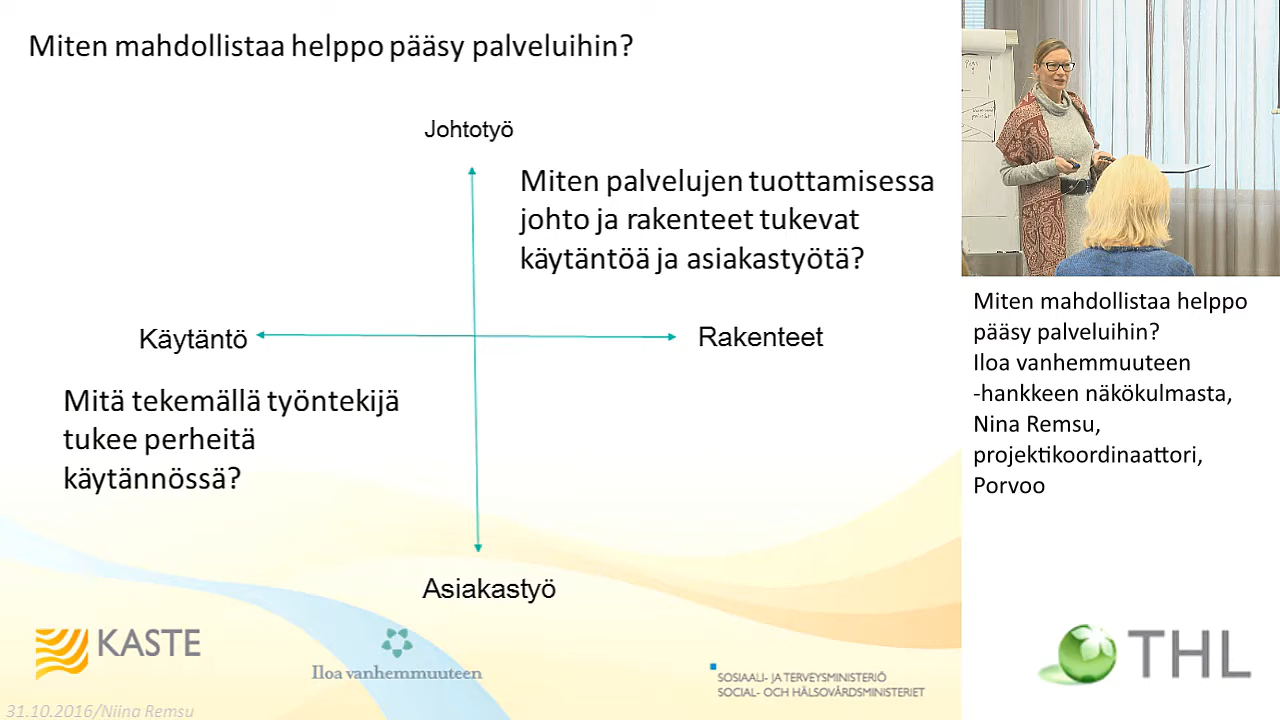 Miten mahdollistaa helppo pääsy palveluihin?
Johtotyö
Miten palvelujen tuottamisessa
johto ja rakenteet tukevat
käytäntöä ja asiakastyötä?
Käytäntö
Rakenteet
Mitä tekemällä työntekijä
tukee perheitä
käytännössä?
Asiakastyö
KASTE
Iloa vanhemmuuteen
SOSIAALI- JA TERVEYSMINISTERIÖ
SOCIAL- OCH HÄLSOVÅRDSMINISTERIET
31.10.2016/Niina Remsu
Miten mahdollistaa helppo
pääsy palveluihin?
Iloa vanhemmuuteen
-hankkeen näkökulmasta,
Nina Remsu,
projektikoordinaattori,
Porvoo
THL